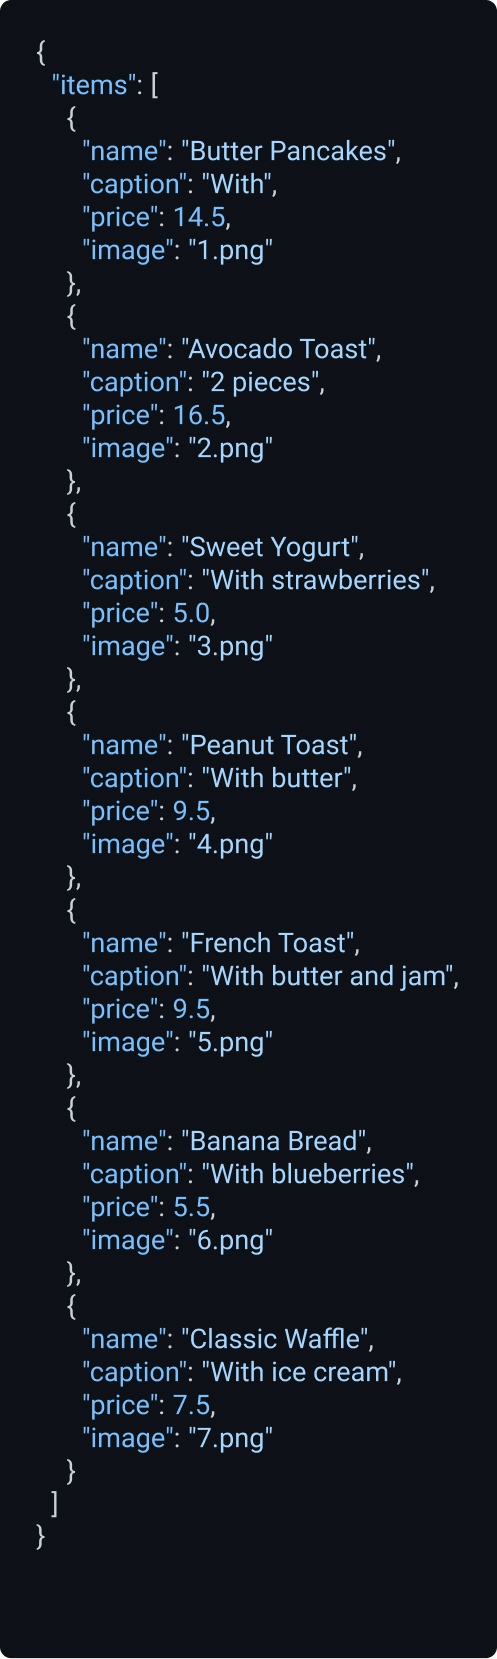 {
"items": [
{
"name": "Butter Pancakes",
"caption": "With",
"price": 14.5,
"image": "1.png"
},
{
"name": "Avocado Toast",
"caption": "2 pieces",
"price": 16.5,
"image": "2.png"
},
{
"name": "Sweet Yogurt",
"caption": "With strawberries",
"price": 5.0,
"image": "3.png"
},
{
"name": "Peanut Toast",
"caption": "With butter",
"price": 9.5,
"image": "4.png"
},
{
"name": "French Toast",
"caption": "With butter and jam",
"price": 9.5,
"image": "5.png"
},
{
"name": "Banana Bread",
"caption": "With blueberries",
"price": 5.5,
"image": "6.png"
},
{
"name": "Classic Waffle",
"caption": "With ice cream",
"price": 7.5,
"image": "7.png"
}
]
}